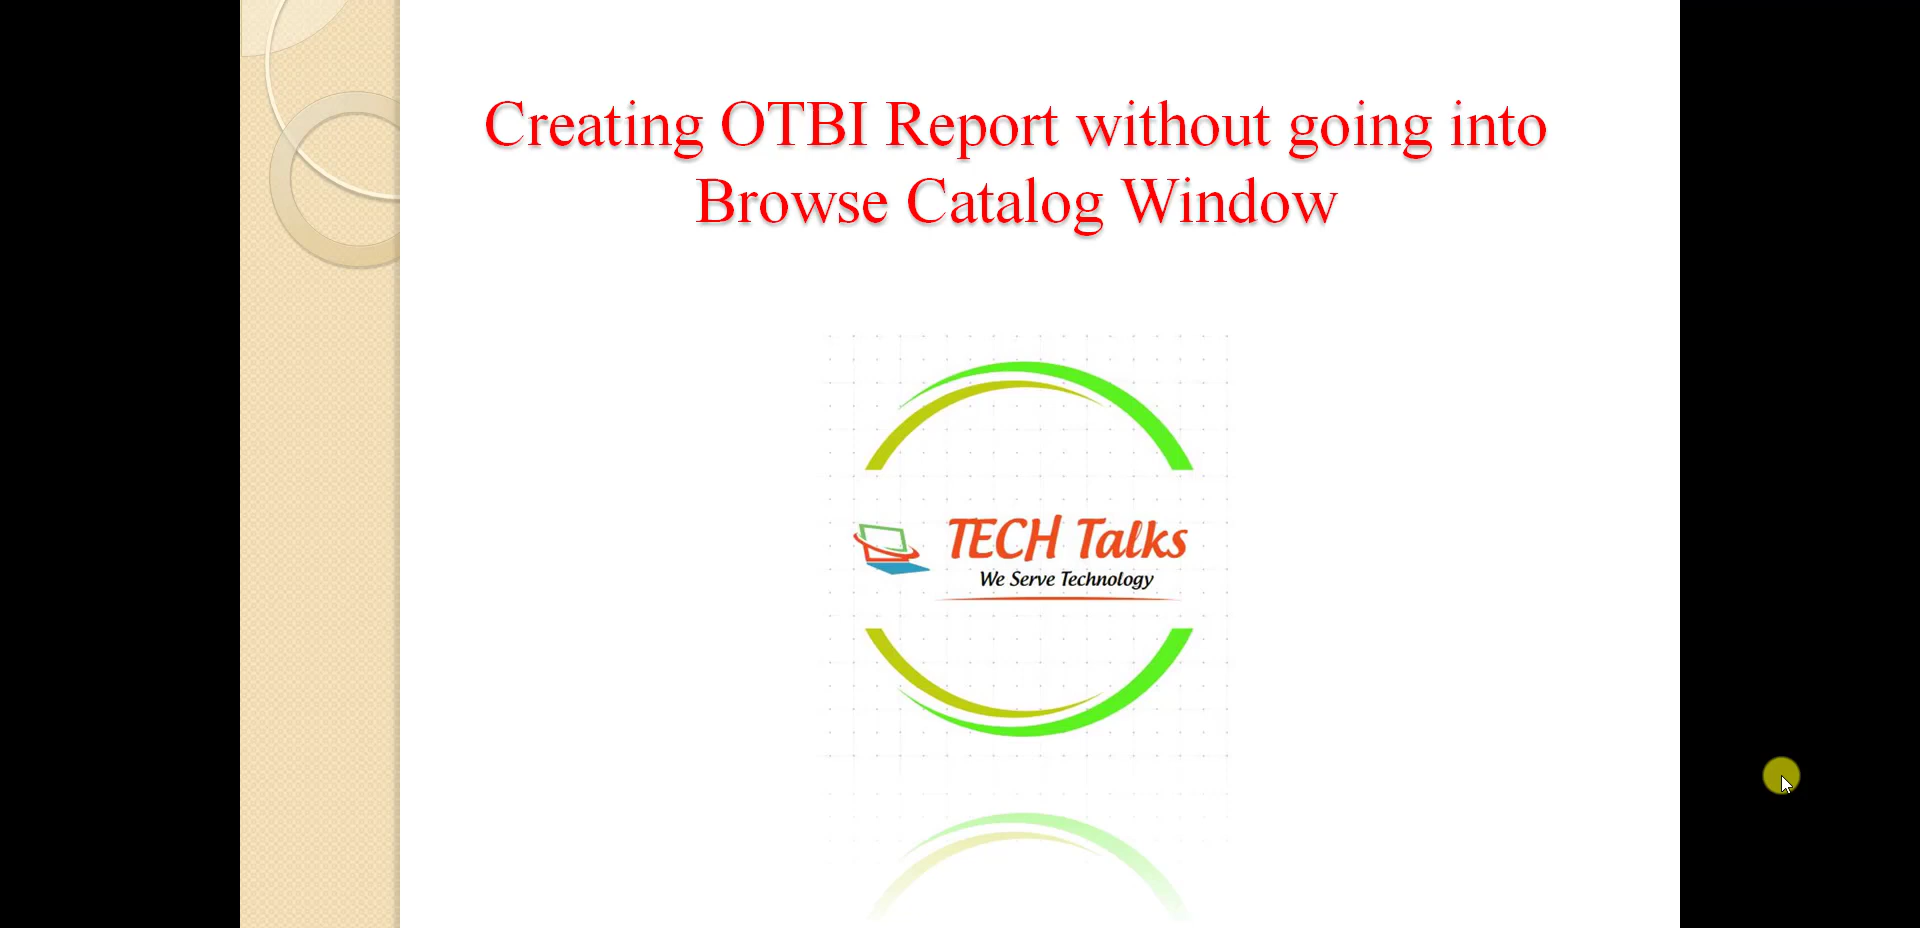 Creating OTBI Report without going into
Browse Catalog Window
TECH Talks
We Serve Technology